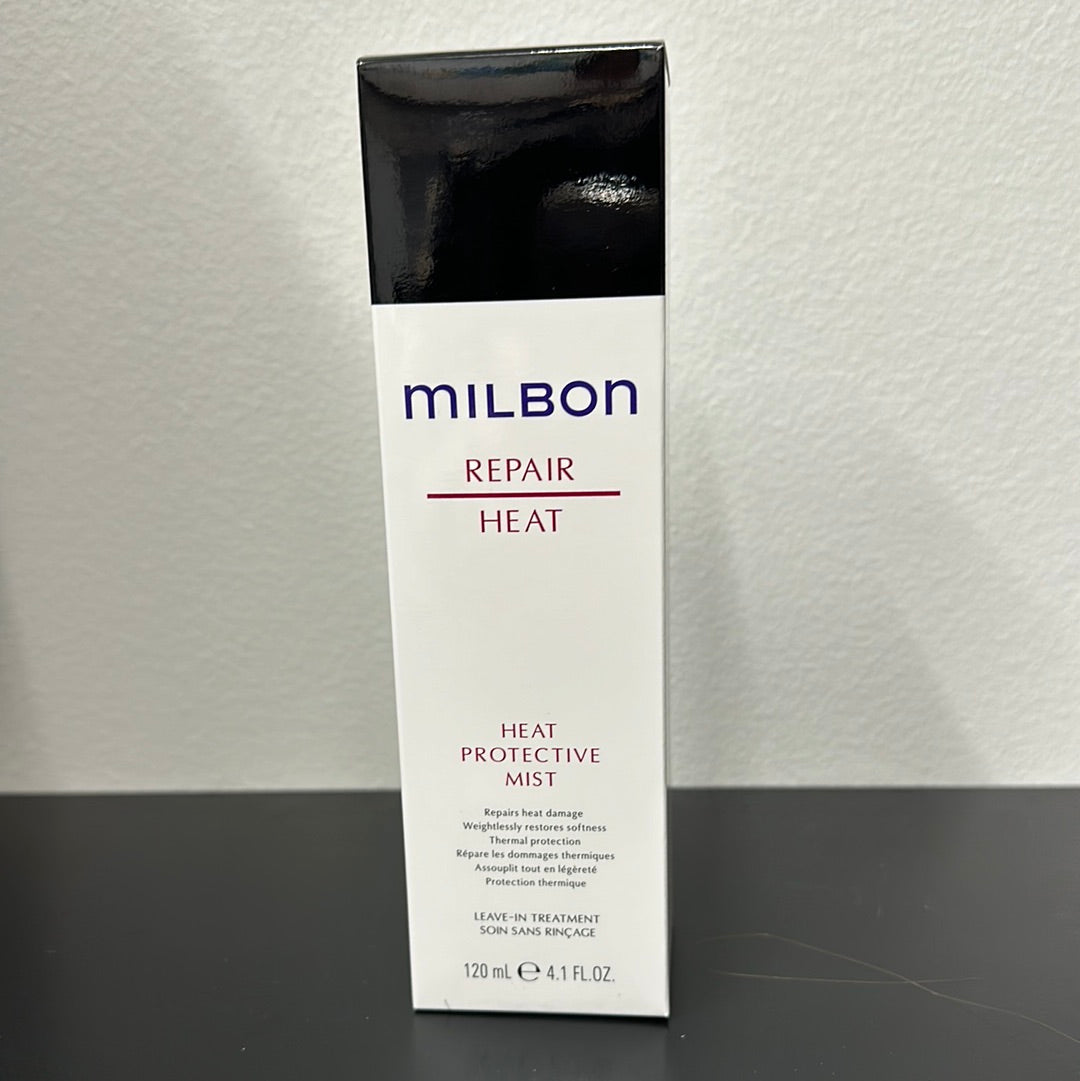 mILBOn
REPAIR
HEAT
HEAT
PROTECTIVE
MIST
Repairs heat damage
Weightlessly restores softness
Thermal protection
Répare les dommages thermiques
Assouplit tout en légèreté
Protection thermique
LEAVE-IN TREATMENT
SOIN SANS RINÇAGE
120 mL ℮ 4.1 FL.OZ.